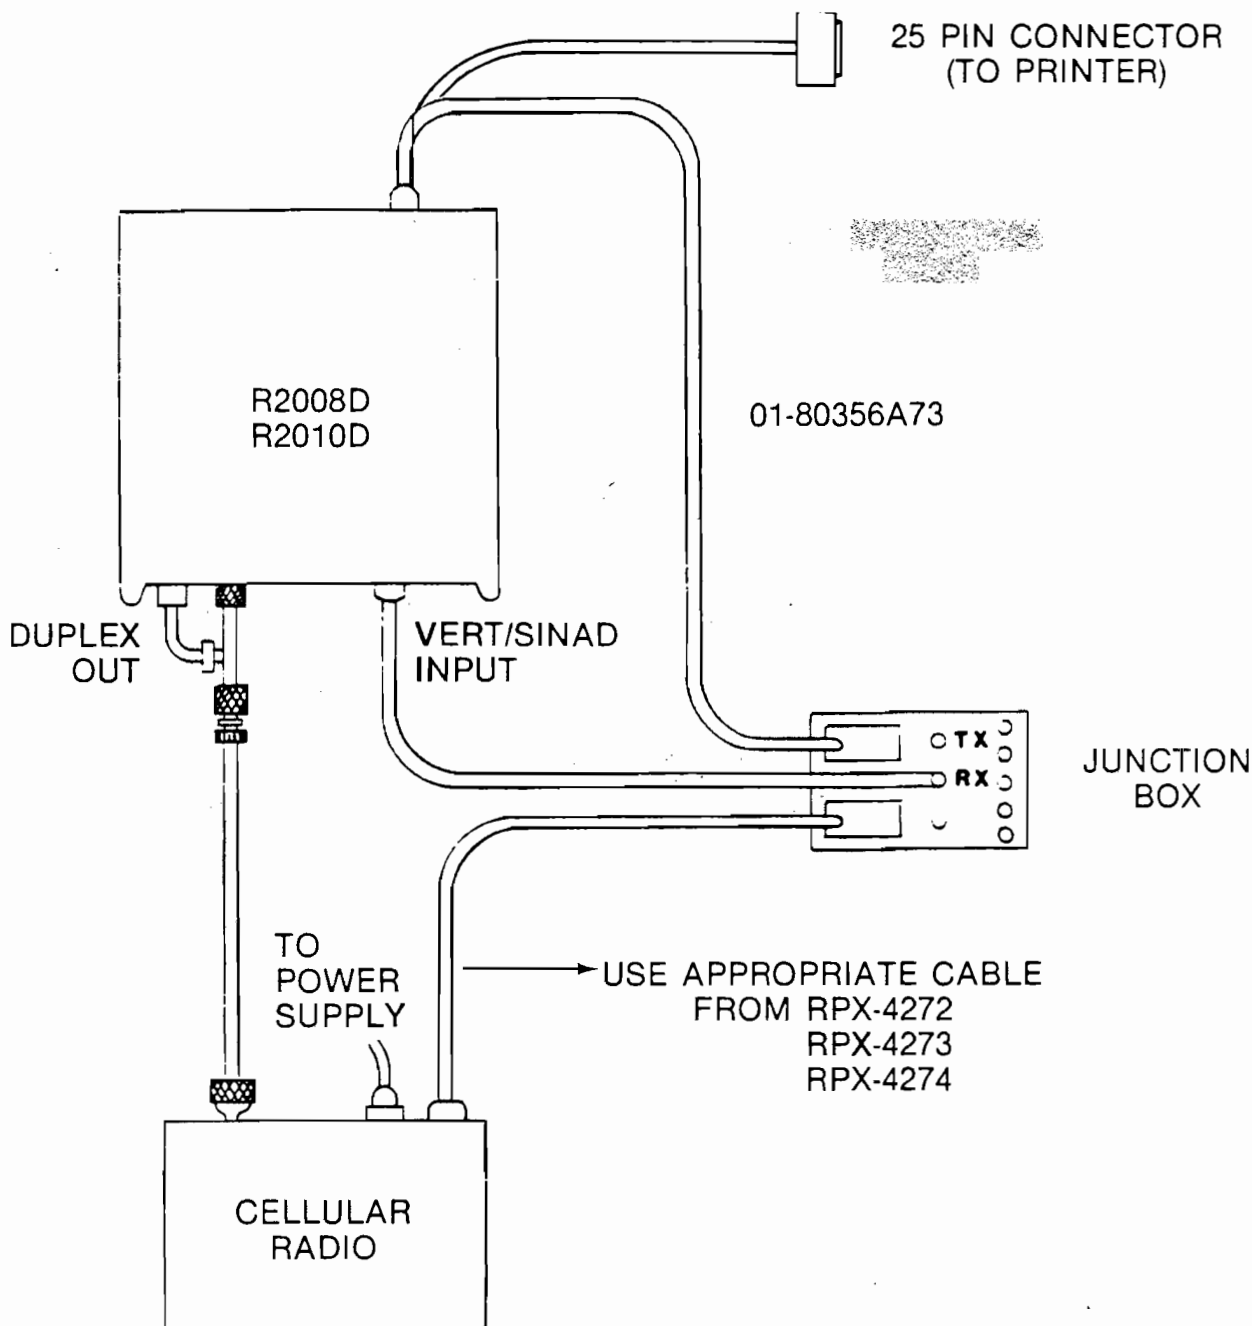 25 PIN CONNECTOR
(TO PRINTER)
R2008D
R2010D
01-80356A73
DUPLEX
OUT
VERT/SINAD
INPUT
TX
RX
JUNCTION
BOX
TO
POWER
SUPPLY
USE APPROPRIATE CABLE
FROM RPX-4272
RPX-4273
RPX-4274
CELLULAR
RADIO